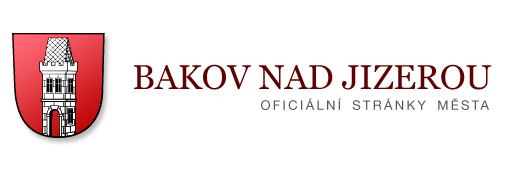 BAKOV NAD JIZEROU
OFICIÁLNÍ STRÁNKY MĚSTA